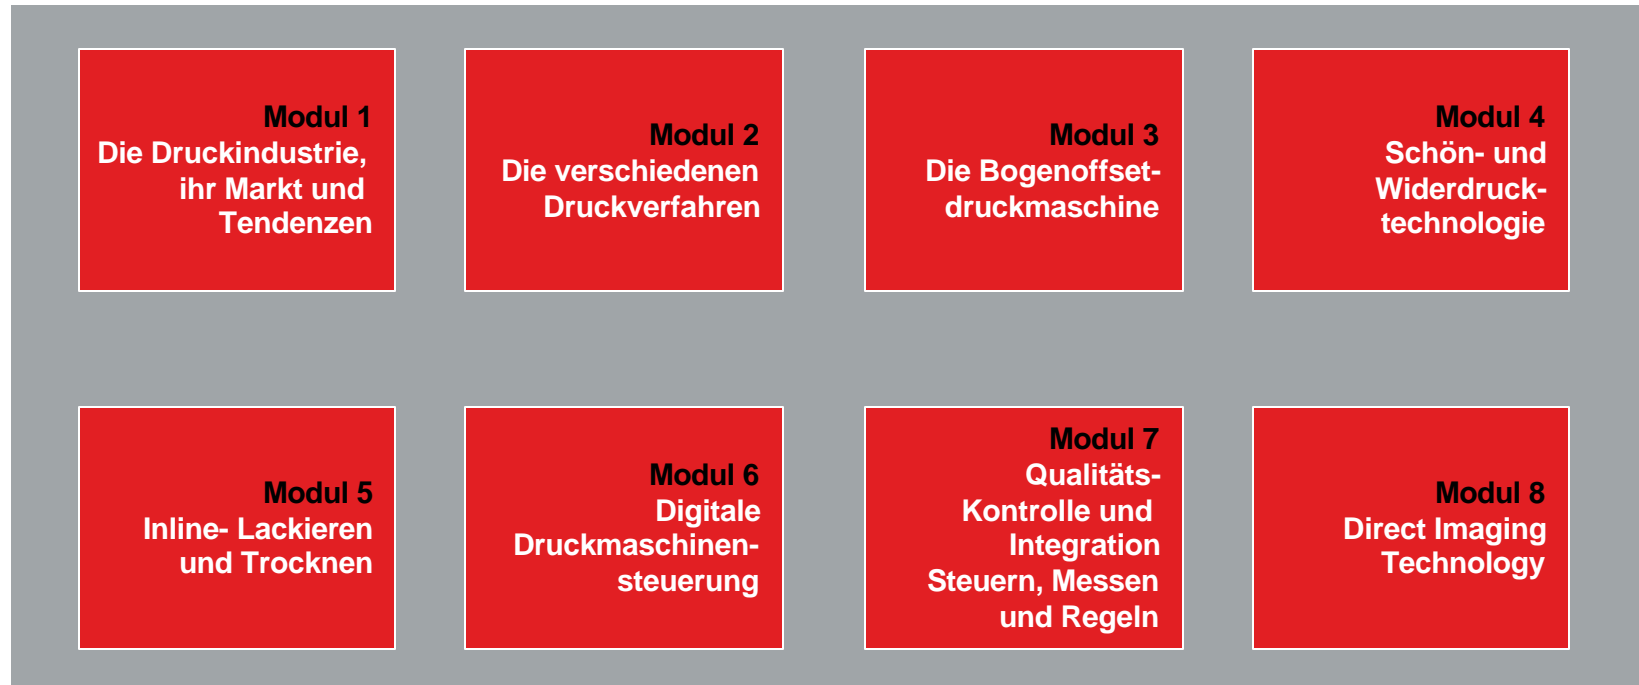 Modul 1
Die Druckindustrie,
ihr Markt und
Tendenzen
Modul 2
Die verschiedenen
Druckverfahren
Modul 3
Die Bogenoffset-
druckmaschine
Modul 4
Schön- und
Widerdruck-
technologie
Modul 5
Inline- Lackieren
und Trocknen
Modul 6
Digitale
Druckmaschinen-
steuerung
Modul 7
Qualitäts-
Kontrolle und
Integration
Steuern, Messen
und Regeln
Modul 8
Direct Imaging
Technology